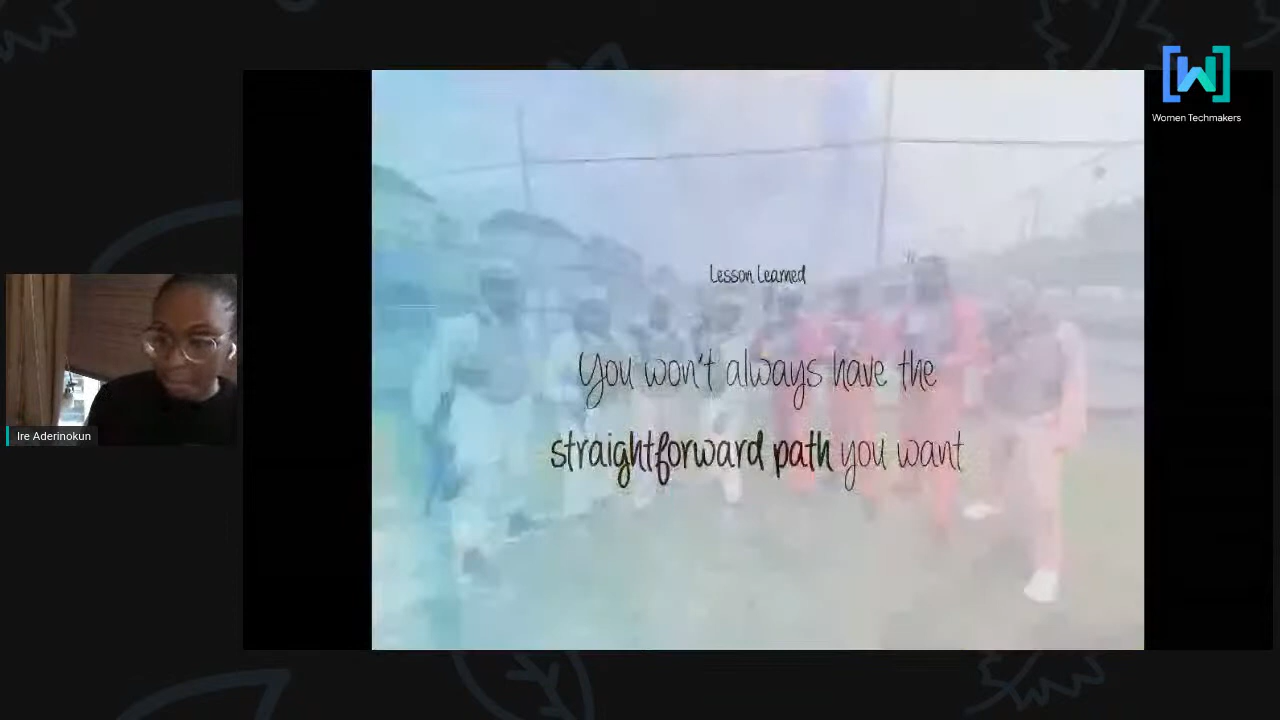 Women Techmakers
Lesson Learned
You won't always have the
straightforward path you want
Ire Aderinokun